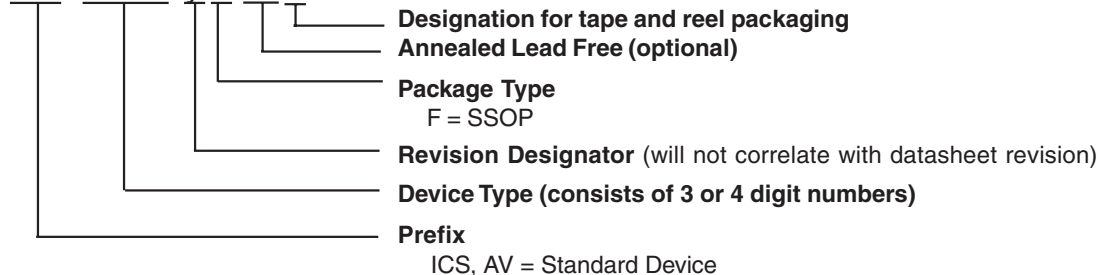 Designation for tape and reel packaging
Annealed Lead Free (optional)
Package Type
F = SSOP
Revision Designator (will not correlate with datasheet revision)
Device Type (consists of 3 or 4 digit numbers)
Prefix
ICS, AV = Standard Device